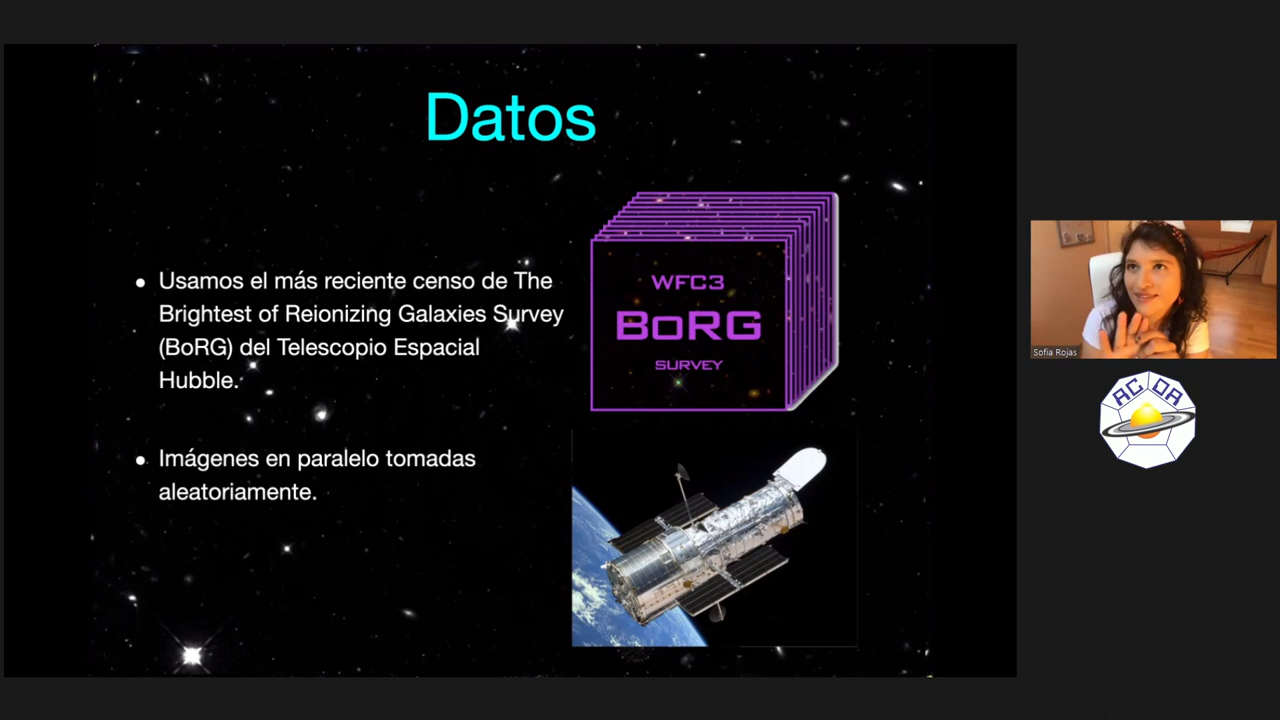 Datos
• Usamos el más reciente censo de The
Brightest of Reionizing Galaxies Survey
(BoRG) del Telescopio Espacial
Hubble.
• Imágenes en paralelo tomadas
aleatoriamente.
WFC3
BoRG
SURVEY
Sofia Rojas
ACDA